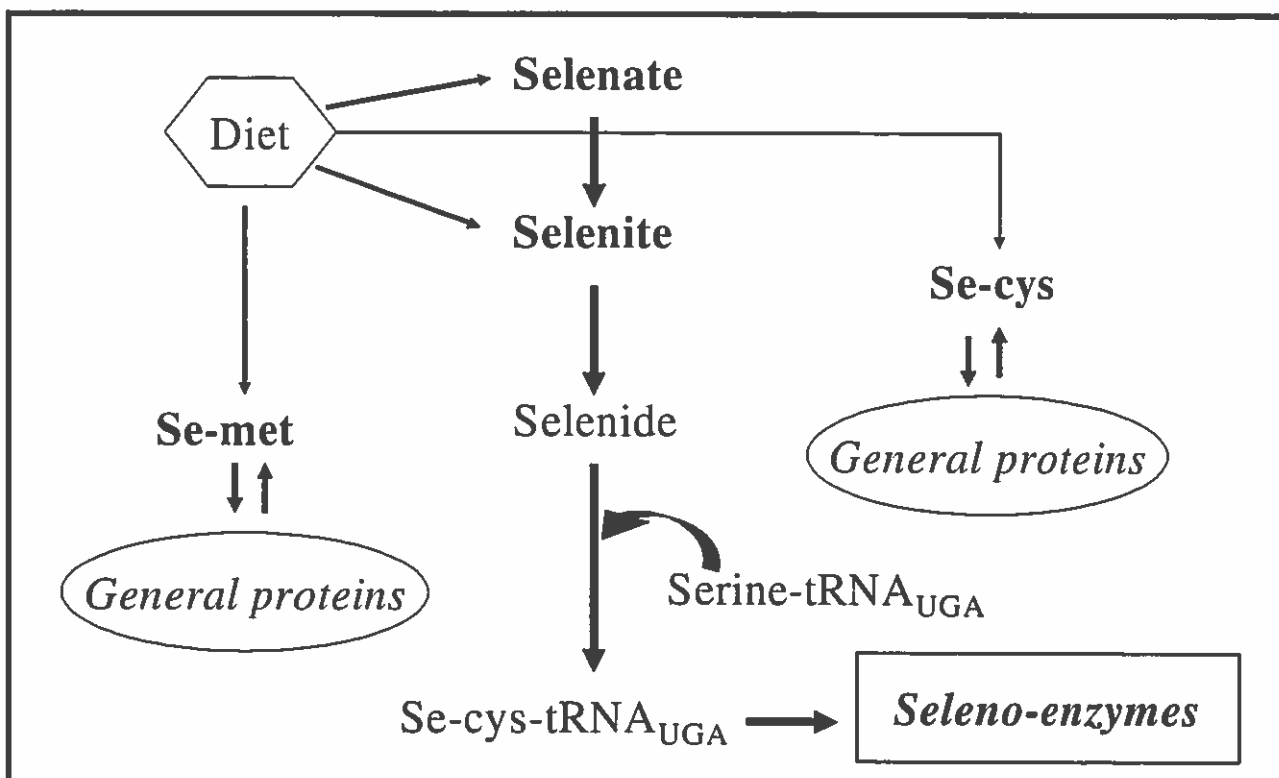 Selenate
Diet
Selenite
Se-cys
Se-met
Selenide
General proteins
General proteins
Serine-tRNAUGA
Se-cys-tRNAUGA
Seleno-enzymes